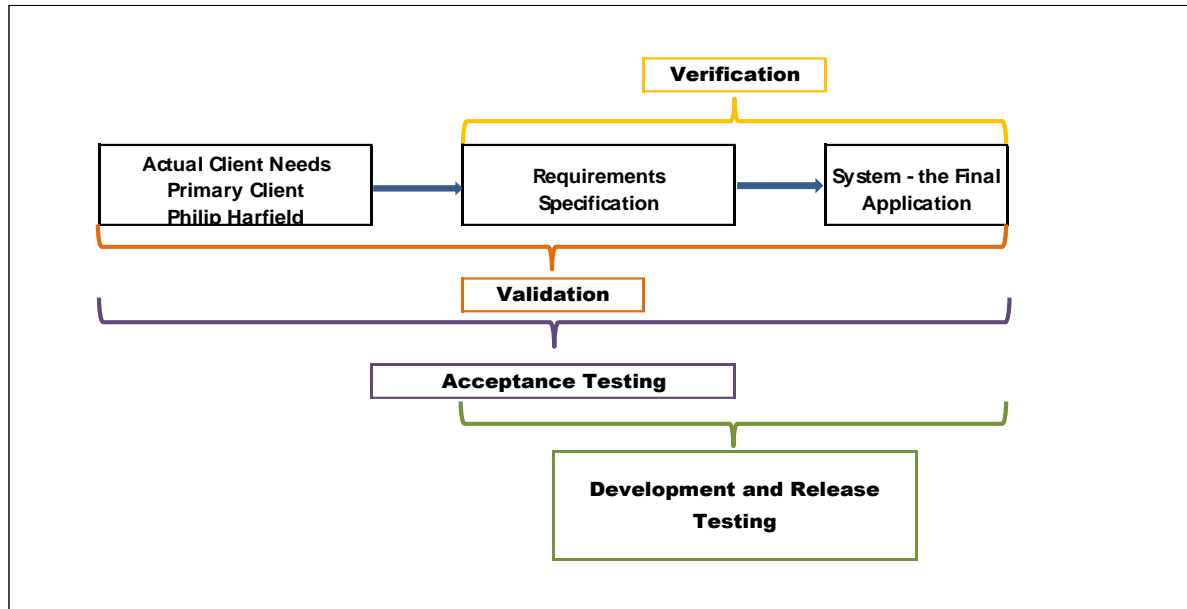 Verification
Actual Client Needs
Primary Client
Philip Harfield
Requirements
Specification
System - the Final
Application
Validation
Acceptance Testing
Development and Release
Testing